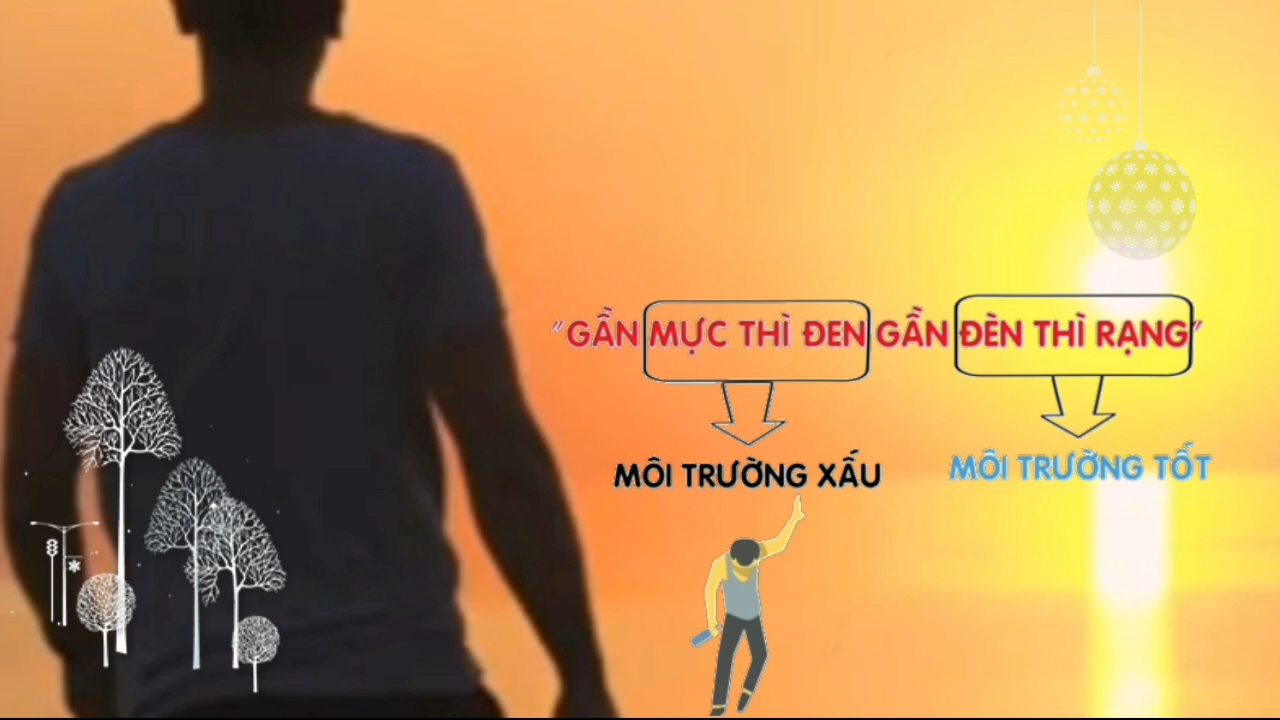 "GẦN MỰC THÌ ĐEN GẦN ĐÈN THÌ RẠNG"
MÔI TRƯỜNG XẤU
MÔI TRƯỜNG TỐT